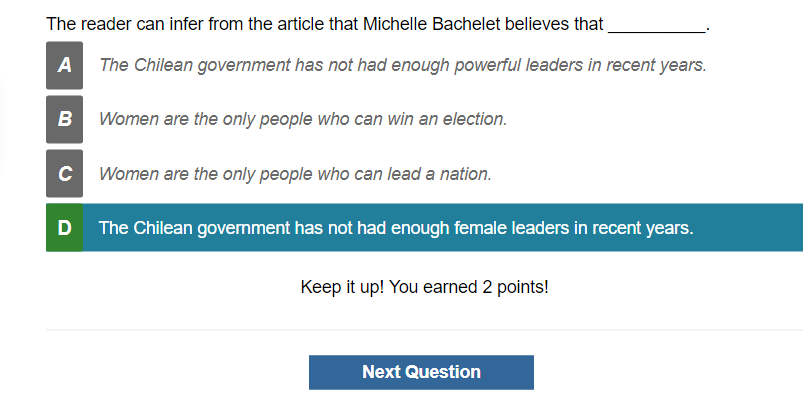 The reader can infer from the article that Michelle Bachelet believes that __________.
A The Chilean government has not had enough powerful leaders in recent years.
B Women are the only people who can win an election.
C Women are the only people who can lead a nation.
D The Chilean government has not had enough female leaders in recent years.
Keep it up! You earned 2 points!
Next Question